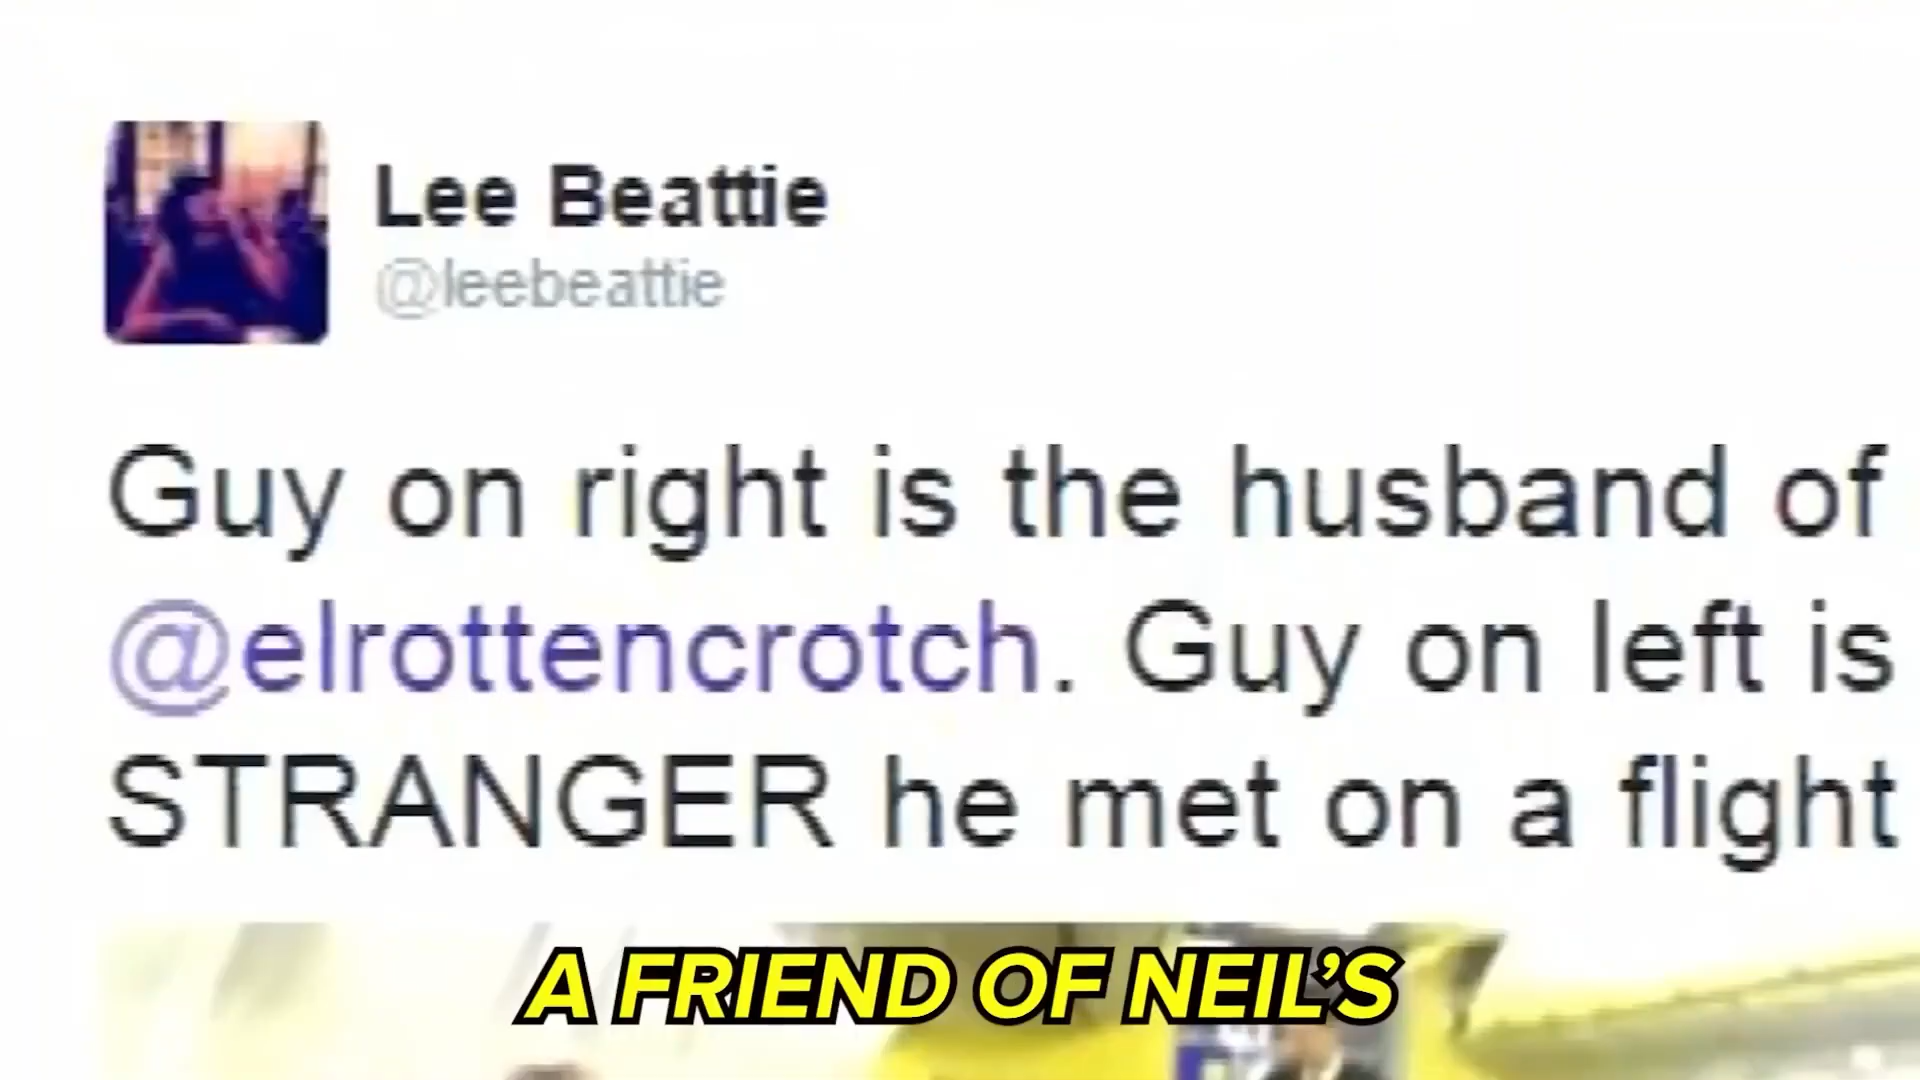 Lee Beattie
@leebeattie
Guy on right is the husband of
@elrottencrotch. Guy on left is
STRANGER he met on a flight
A FRIEND OF NEIL'S